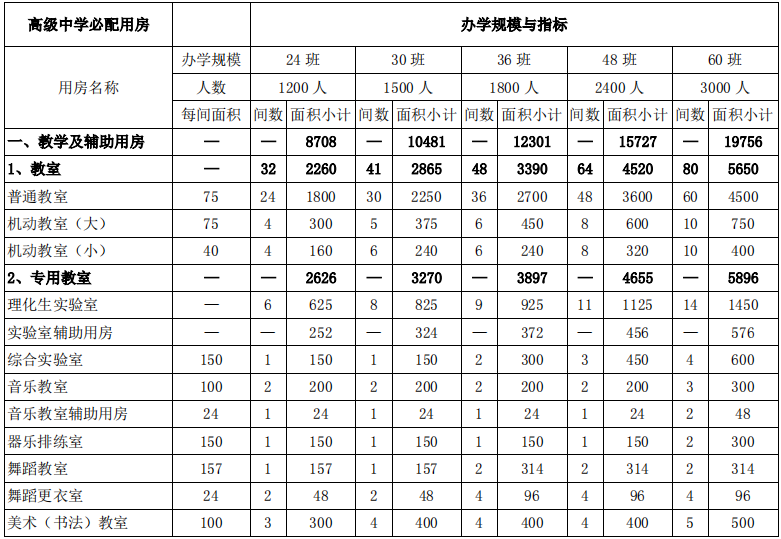 高级中学必配用房 办学规模与指标
用房名称 办学规模 24 班 30 班 36 班 48 班 60 班
人数 1200 人 1500 人 1800 人 2400 人 3000 人
每间面积 间数 面积小计 间数 面积小计 间数 面积小计 间数 面积小计 间数 面积小计
一、教学及辅助用房 — — 8708 — 10481 — 12301 — 15727 — 19756
1、教室 — 32 2260 41 2865 48 3390 64 4520 80 5650
普通教室 75 24 1800 30 2250 36 2700 48 3600 60 4500
机动教室（大） 75 4 300 5 375 6 450 8 600 10 750
机动教室（小） 40 4 160 6 240 6 240 8 320 10 400
2、专用教室 — — 2626 — 3270 — 3897 — 4655 — 5896
理化生实验室 — 6 625 8 825 9 925 11 1125 14 1450
实验室辅助用房 — — 252 — 324 — 372 — 456 — 576
综合实验室 150 1 150 1 150 2 300 3 450 4 600
音乐教室 100 2 200 2 200 2 200 2 200 3 300
音乐教室辅助用房 24 1 24 1 24 1 24 1 24 2 48
器乐排练室 150 1 150 1 150 1 150 1 150 2 300
舞蹈教室 157 1 157 1 157 2 314 2 314 2 314
舞蹈更衣室 24 2 48 2 48 4 96 4 96 4 96
美术（书法）教室 100 3 300 4 400 4 400 4 400 5 500